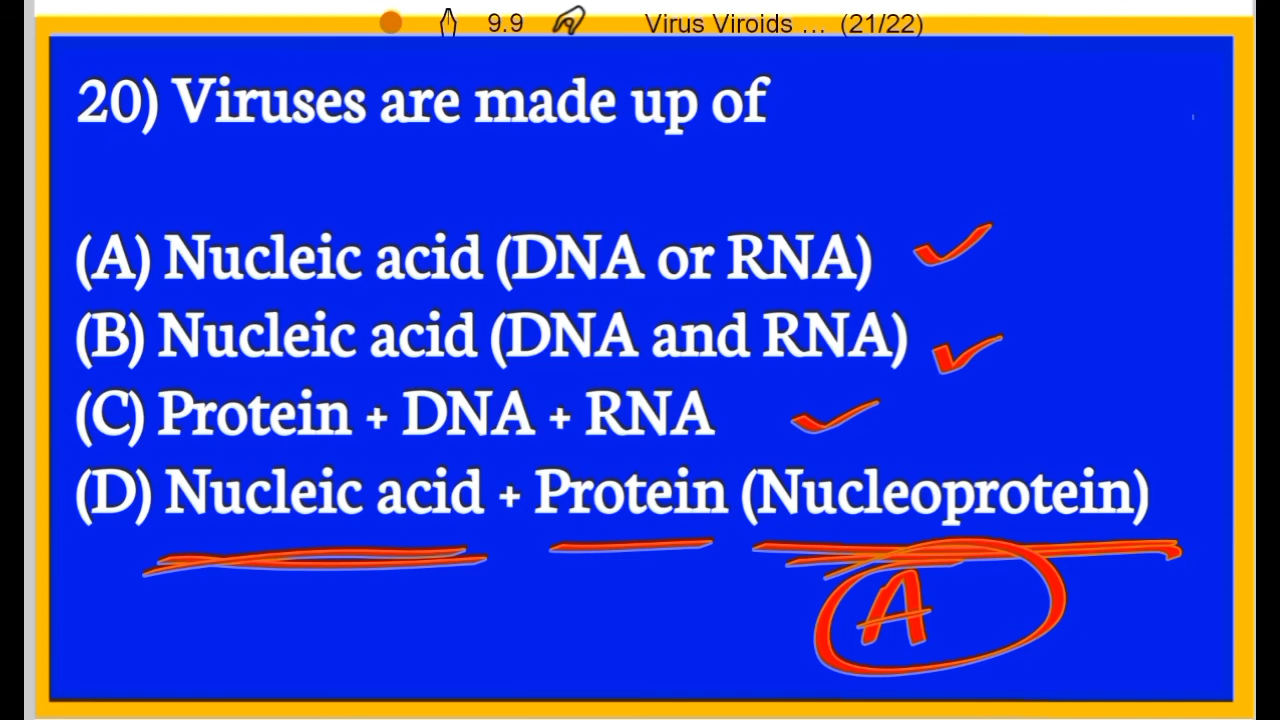 9.9 Virus Viroids ... (21/22)
20) Viruses are made up of
(A) Nucleic acid (DNA or RNA)
(B) Nucleic acid (DNA and RNA)
(C) Protein + DNA + RNA
(D) Nucleic acid + Protein (Nucleoprotein)
A